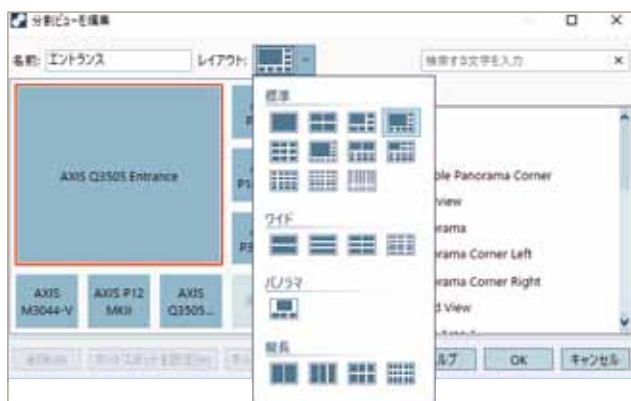 分割ビューを編集
名前: エントランス レイアウト: 検索する文字を入力
標準
AXIS Q3505 Entrance
ple Panorama Corner
view
ワイド
rama
rama Corner Left
パノラマ
rama Corner Right
AXIS M3044-V
AXIS P12 MKII
AXIS Q3505...
d View
縦長
ヘルプ OK キャンセル